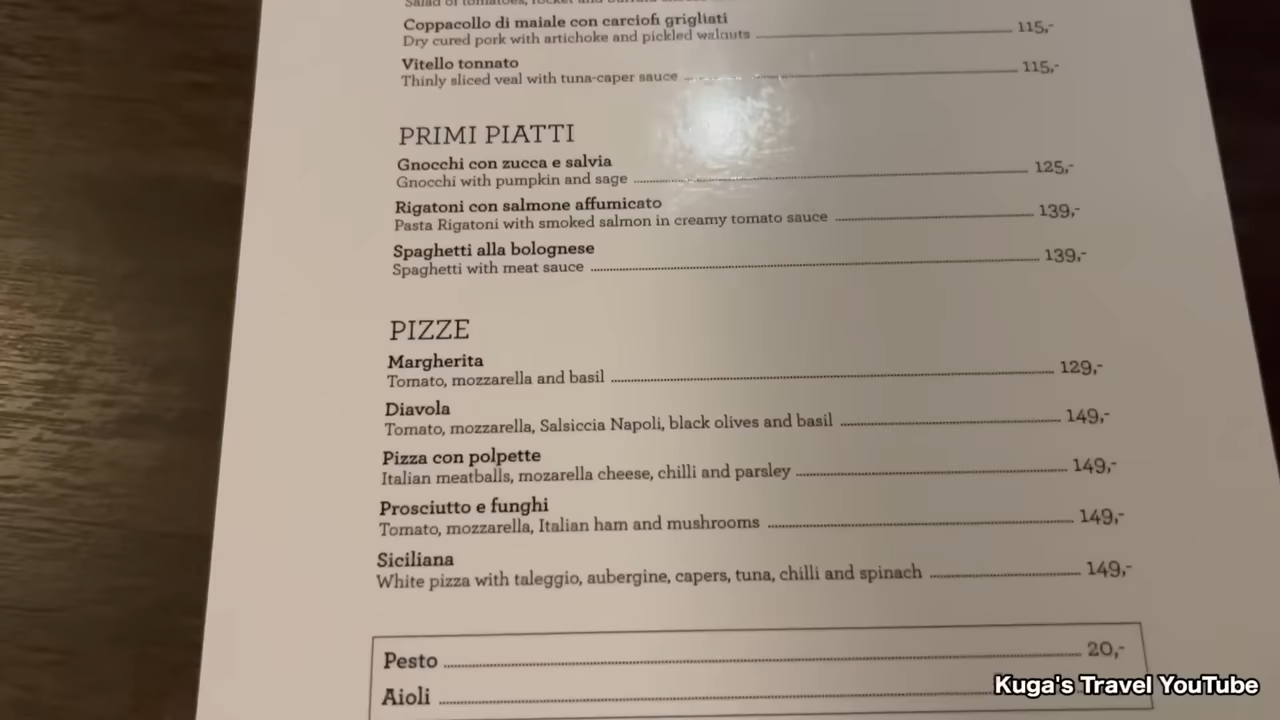 Salad of tomatoes, rocket and
Coppacollo di maiale con carciofi grigliati
Dry cured pork with artichoke and pickled walnuts 115,-
Vitello tonnato
Thinly sliced veal with tuna-caper sauce 115,-
PRIMI PIATTI
Gnocchi con zucca e salvia
Gnocchi with pumpkin and sage 125,-
Rigatoni con salmone affumicato
Pasta Rigatoni with smoked salmon in creamy tomato sauce 139,-
Spaghetti alla bolognese
Spaghetti with meat sauce 139,-
PIZZE
Margherita
Tomato, mozzarella and basil 129,-
Diavola
Tomato, mozzarella, Salsiccia Napoli, black olives and basil 149,-
Pizza con polpette
Italian meatballs, mozarella cheese, chilli and parsley 149,-
Prosciutto e funghi
Tomato, mozzarella, Italian ham and mushrooms 149,-
Siciliana
White pizza with taleggio, aubergine, capers, tuna, chilli and spinach 149,-
Pesto 20,-
Aioli
Kuga's Travel YouTube